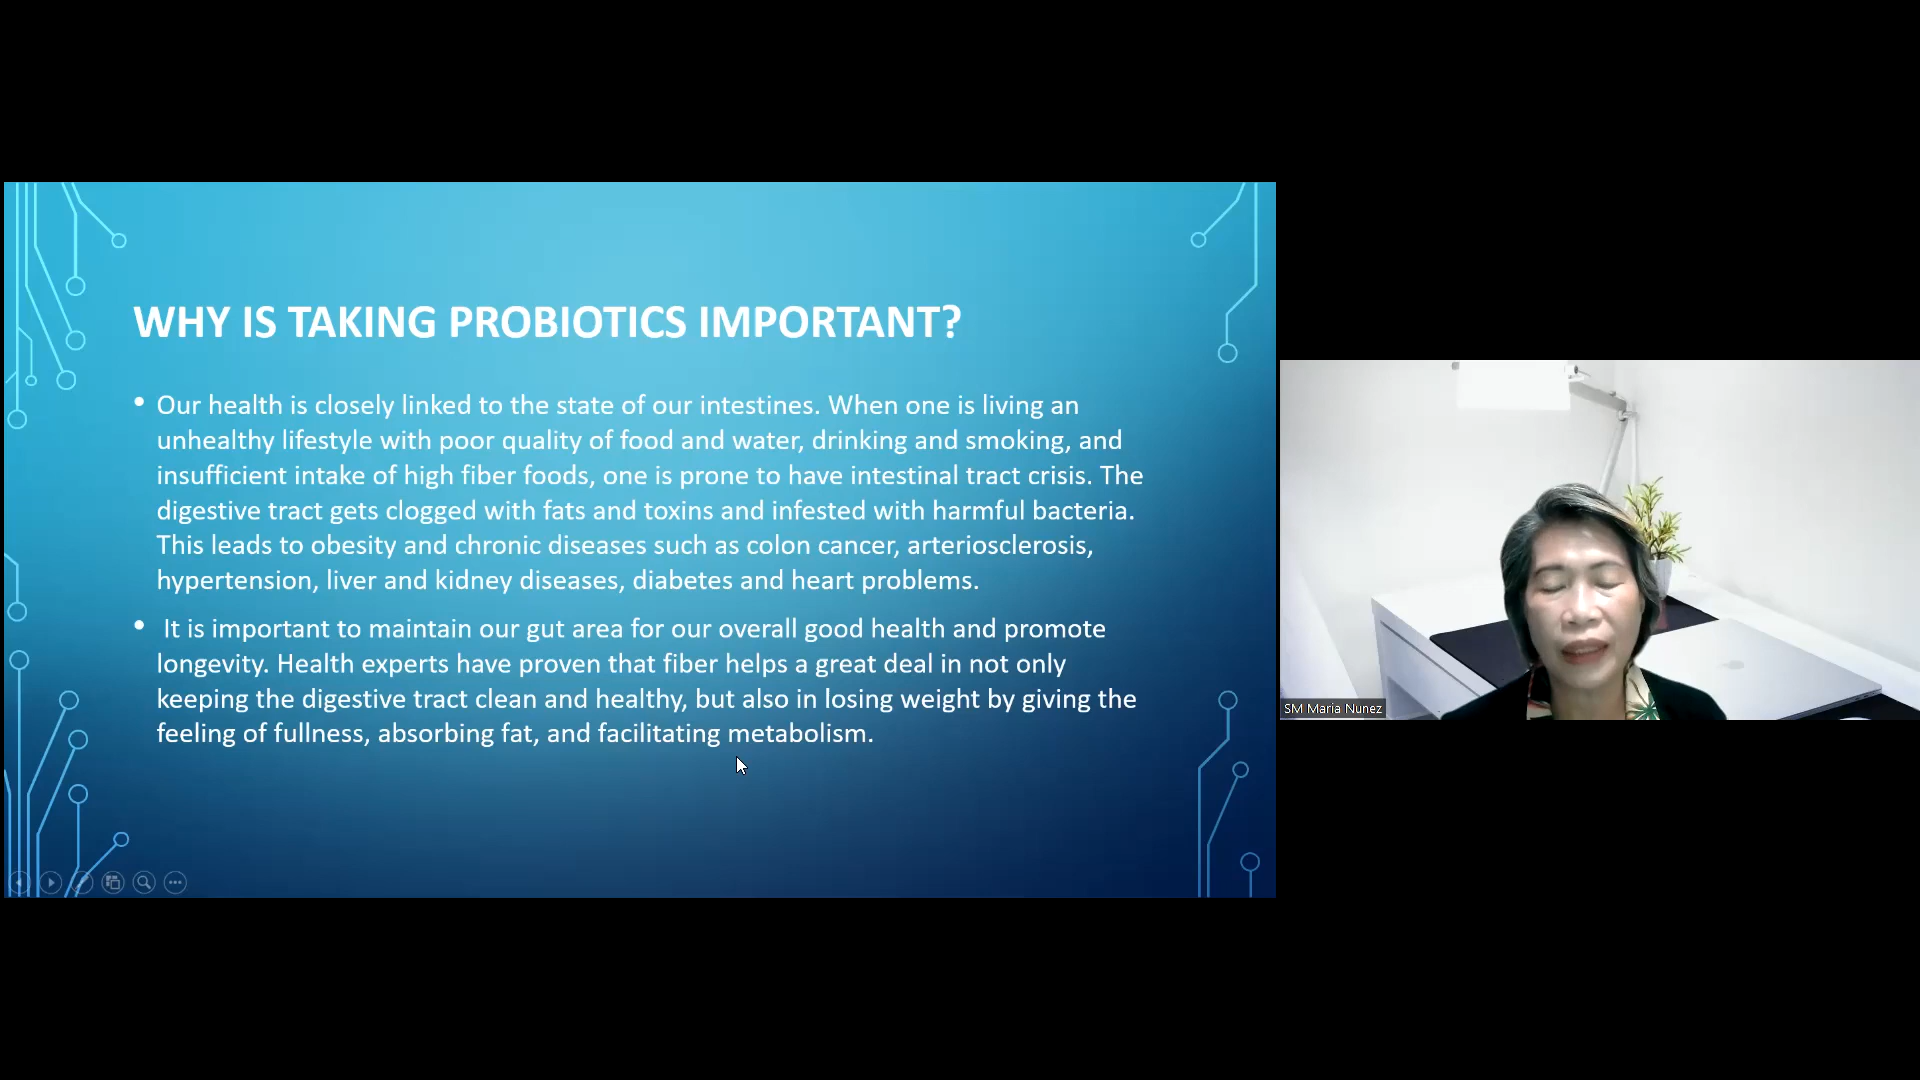 WHY IS TAKING PROBIOTICS IMPORTANT?
• Our health is closely linked to the state of our intestines. When one is living an
unhealthy lifestyle with poor quality of food and water, drinking and smoking, and
insufficient intake of high fiber foods, one is prone to have intestinal tract crisis. The
digestive tract gets clogged with fats and toxins and infested with harmful bacteria.
This leads to obesity and chronic diseases such as colon cancer, arteriosclerosis,
hypertension, liver and kidney diseases, diabetes and heart problems.
• It is important to maintain our gut area for our overall good health and promote
longevity. Health experts have proven that fiber helps a great deal in not only
keeping the digestive tract clean and healthy, but also in losing weight by giving the
feeling of fullness, absorbing fat, and facilitating metabolism.
SM Maria Nunez